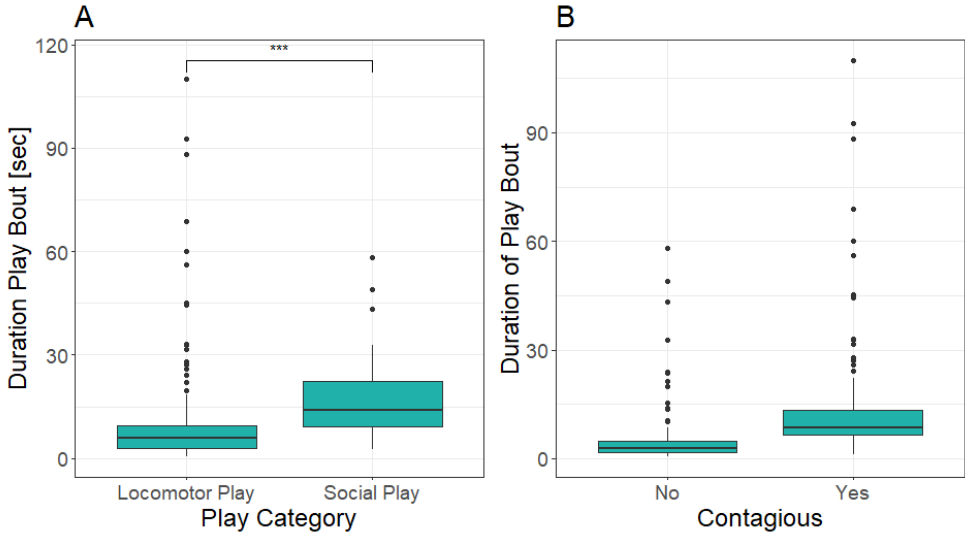 A
Duration Play Bout [sec]
120
90
60
30
0
***
Locomotor Play
Social Play
Play Category
B
Duration of Play Bout
90
60
30
0
No
Yes
Contagious